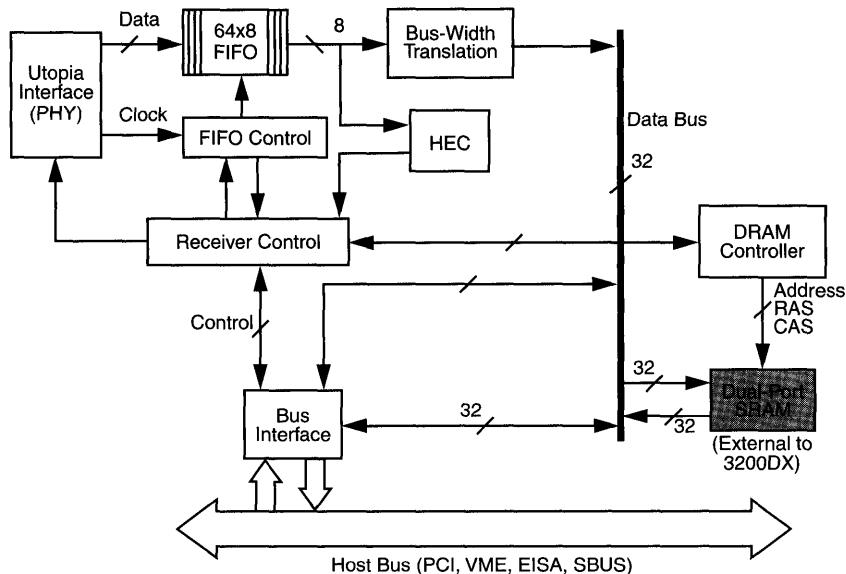 Data
64x8
FIFO
8
Bus-Width
Translation
Utopia
Interface
(PHY)
Clock
FIFO Control
HEC
Data Bus
32
Receiver Control
DRAM
Controller
Address
RAS
CAS
Control
32
Dual-Port
SRAM
32
Bus
Interface
32
(External to
3200DX)
Host Bus (PCI, VME, EISA, SBUS)